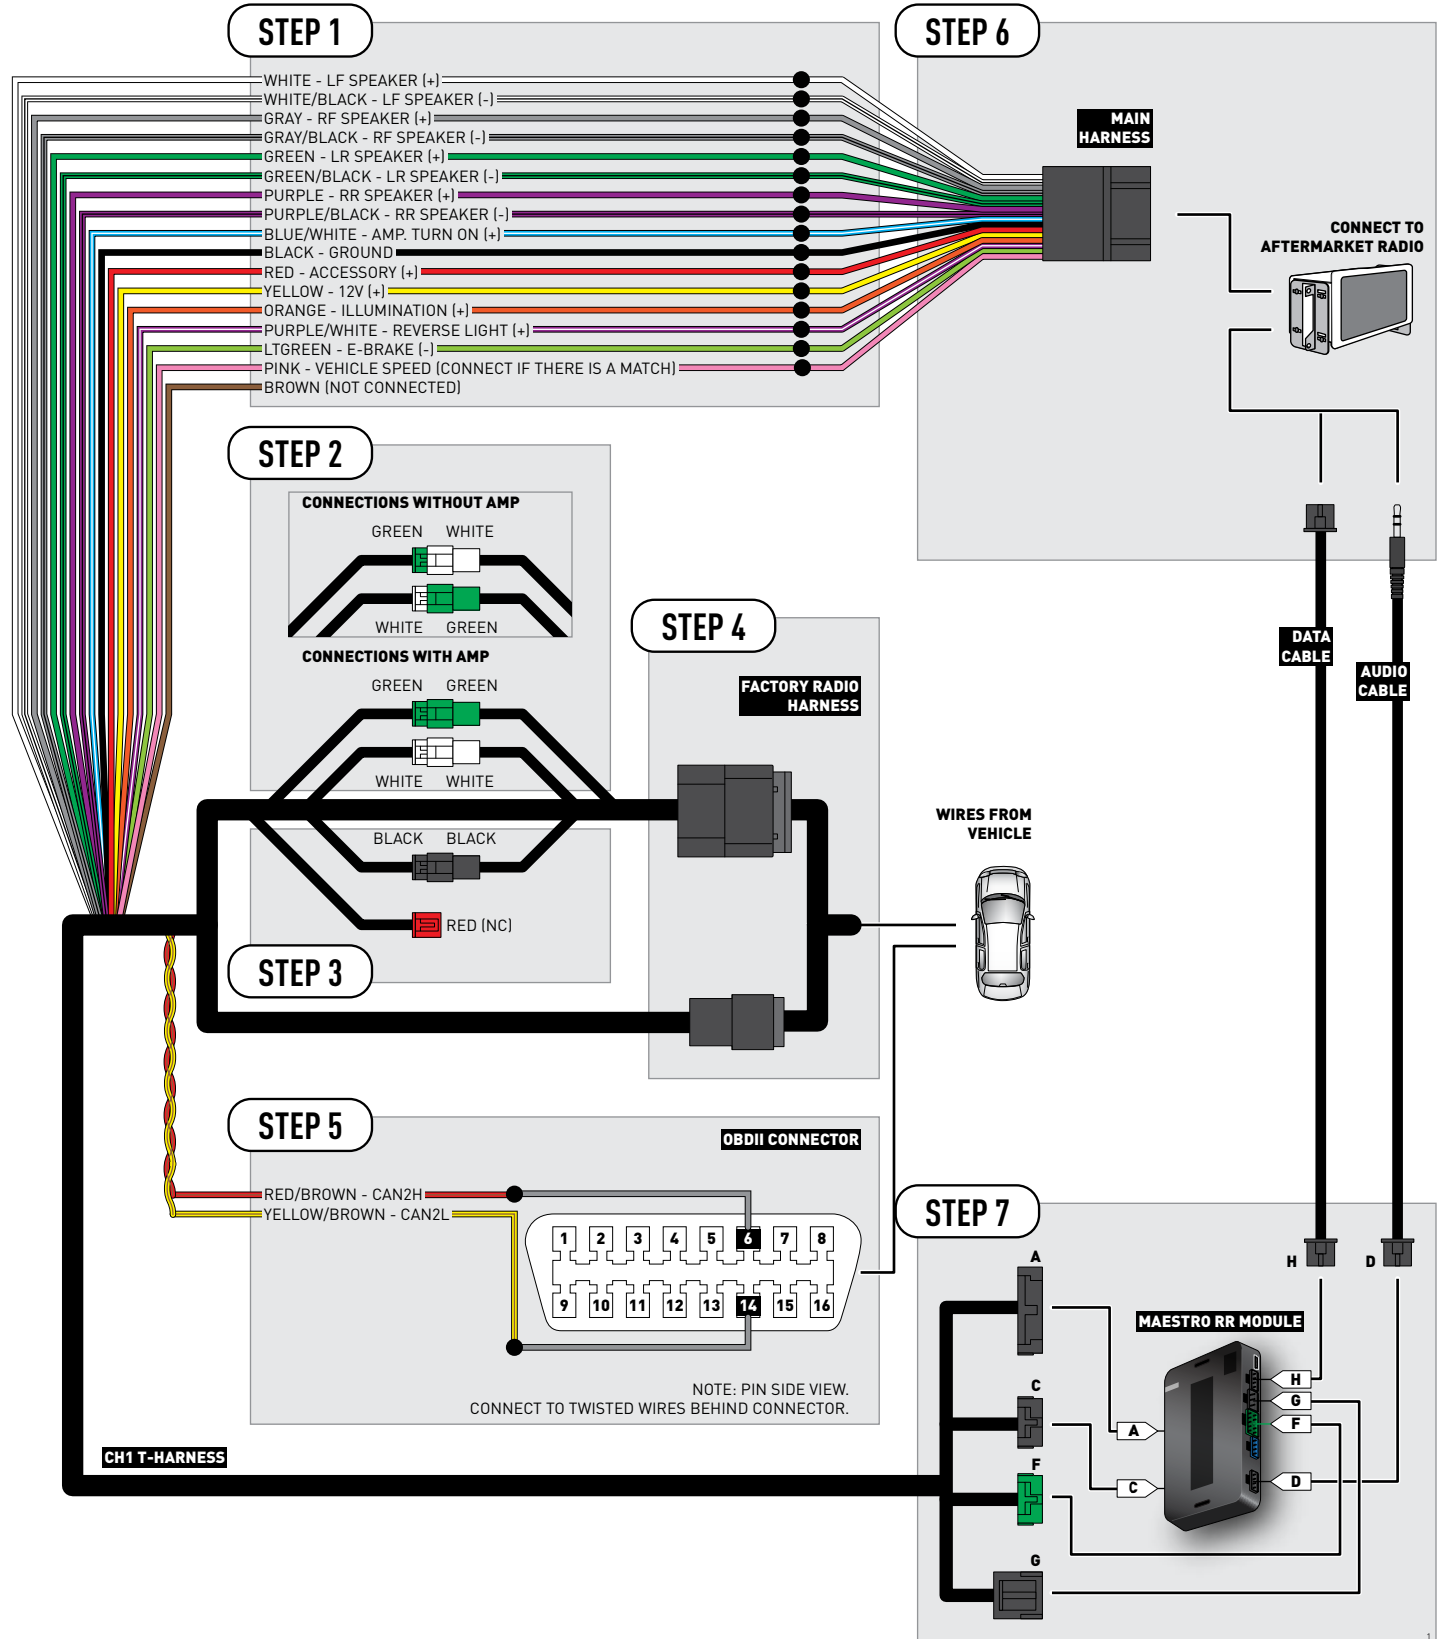 STEP 1
WHITE - LF SPEAKER (+)
WHITE/BLACK - LF SPEAKER (-)
GRAY - RF SPEAKER (+)
GRAY/BLACK - RF SPEAKER (-)
GREEN - LR SPEAKER (+)
GREEN/BLACK - LR SPEAKER (-)
PURPLE - RR SPEAKER (+)
PURPLE/BLACK - RR SPEAKER (-)
BLUE/WHITE - AMP. TURN ON (+)
BLACK - GROUND
RED - ACCESSORY (+)
YELLOW - 12V (+)
ORANGE - ILLUMINATION (+)
PURPLE/WHITE - REVERSE LIGHT (+)
LTGREEN - E-BRAKE (-)
PINK - VEHICLE SPEED (CONNECT IF THERE IS A MATCH)
BROWN (NOT CONNECTED)
STEP 6
MAIN
HARNESS
CONNECT TO
AFTERMARKET RADIO
DATA
CABLE
AUDIO
CABLE
STEP 2
CONNECTIONS WITHOUT AMP
GREEN WHITE
WHITE GREEN
CONNECTIONS WITH AMP
GREEN GREEN
WHITE WHITE
BLACK BLACK
RED (NC)
STEP 3
STEP 4
FACTORY RADIO
HARNESS
WIRES FROM
VEHICLE
STEP 5
OBDII CONNECTOR
RED/BROWN - CAN2H
YELLOW/BROWN - CAN2L
1 2 3 4 5 6 7 8
9 10 11 12 13 14 15 16
NOTE: PIN SIDE VIEW.
CONNECT TO TWISTED WIRES BEHIND CONNECTOR.
CH1 T-HARNESS
STEP 7
A
C
F
G
H D
MAESTRO RR MODULE
H
G
F
D
A
C
1